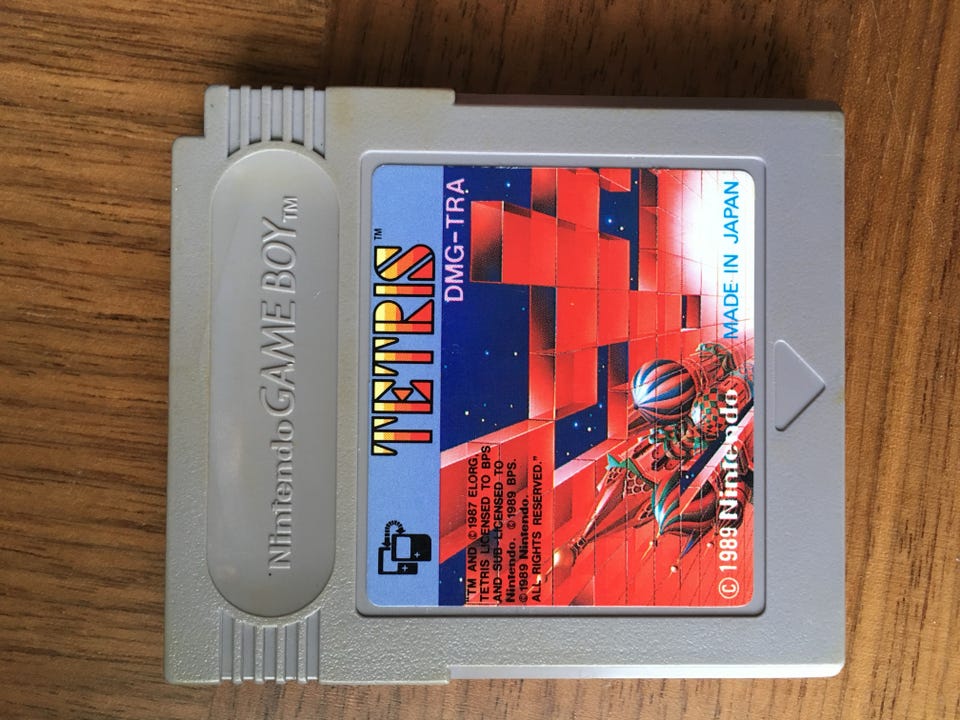 Nintendo GAME BOY™
TETRIS™
DMG-TRA
"TM AND ©1987 ELORG,
TETRIS LICENSED TO BPS
AND SUB-LICENSED TO
Nintendo. ©1989 BPS.
©1989 Nintendo.
ALL RIGHTS RESERVED."
© 1989 Nintendo MADE IN JAPAN